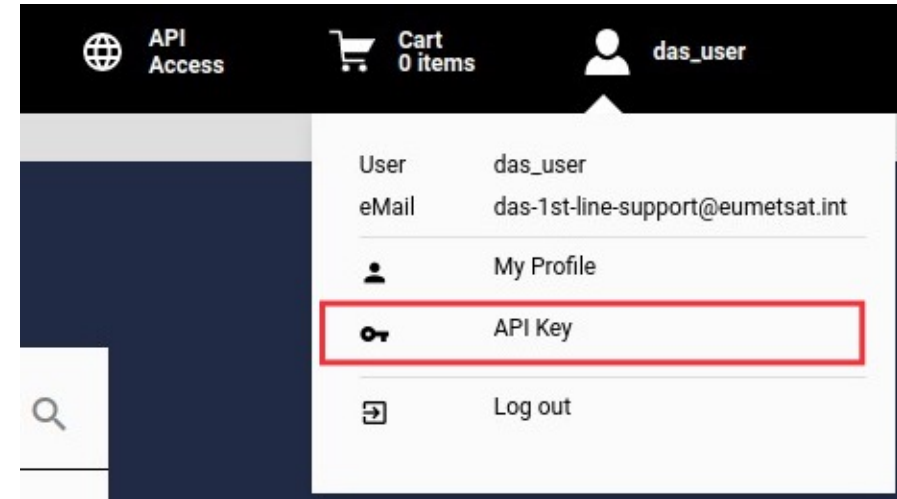 API
Access
Cart
0 items
das_user
User das_user
eMail das-1st-line-support@eumetsat.int
My Profile
API Key
Log out